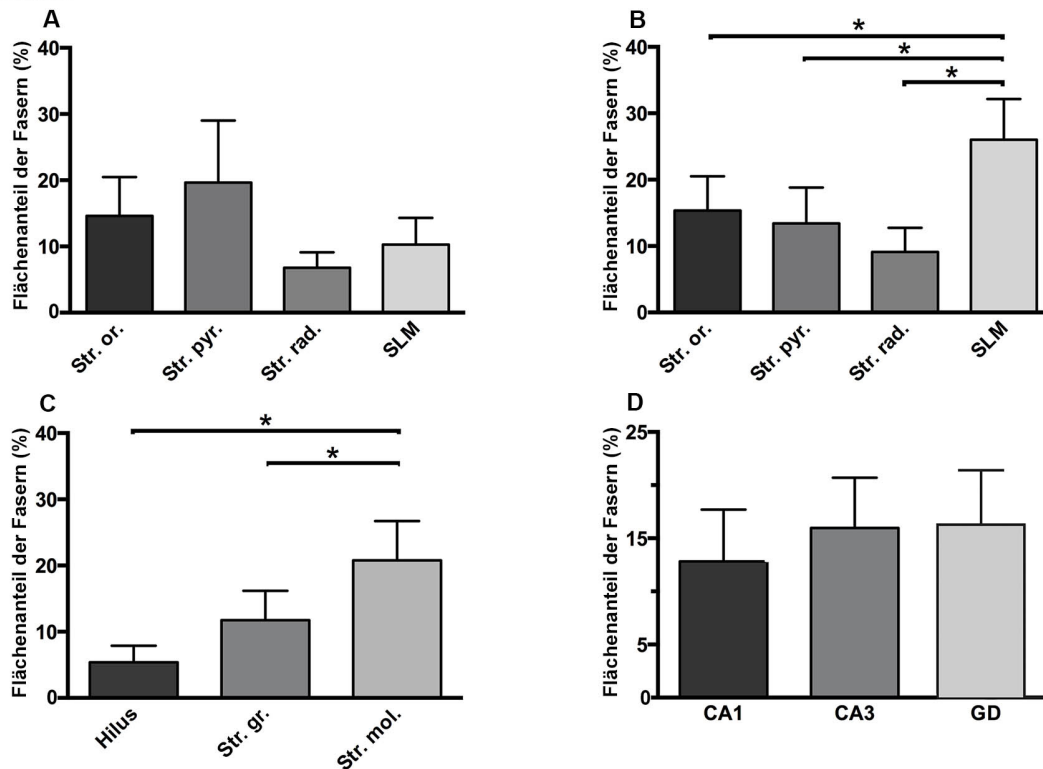 A
Flächenanteil der Fasern (%)
40
30
20
10
0
Str. or.
Str. pyr.
Str. rad.
SLM
B
Flächenanteil der Fasern (%)
40
30
20
10
0
*
*
*
Str. or.
Str. pyr.
Str. rad.
SLM
C
Flächenanteil der Fasern (%)
40
30
20
10
0
*
*
Hilus
Str. gr.
Str. mol.
D
Flächenanteil der Fasern (%)
25
15
5
0
CA1
CA3
GD